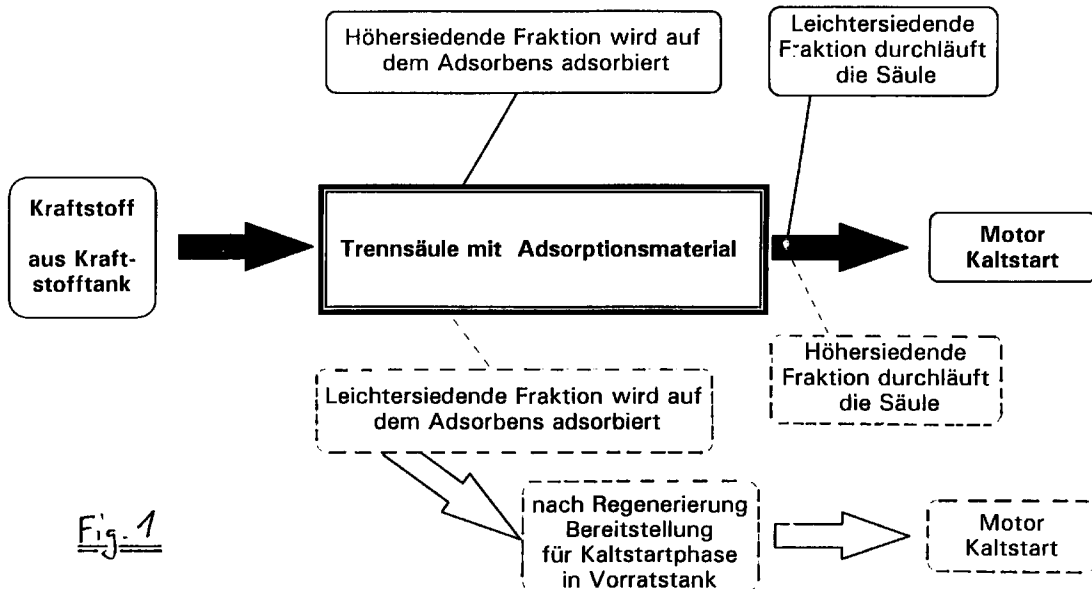 Höhersiedende Fraktion wird auf
dem Adsorbens adsorbiert
Leichtersiedende
Fraktion durchläuft
die Säule
Kraftstoff
aus Kraft-
stofftank
Trennsäule mit Adsorptionsmaterial
Motor
Kaltstart
Höhersiedende
Fraktion durchläuft
die Säule
Leichtersiedende Fraktion wird auf
dem Adsorbens adsorbiert
nach Regenerierung
Bereitstellung
für Kaltstartphase
in Vorratstank
Motor
Kaltstart
Fig. 1